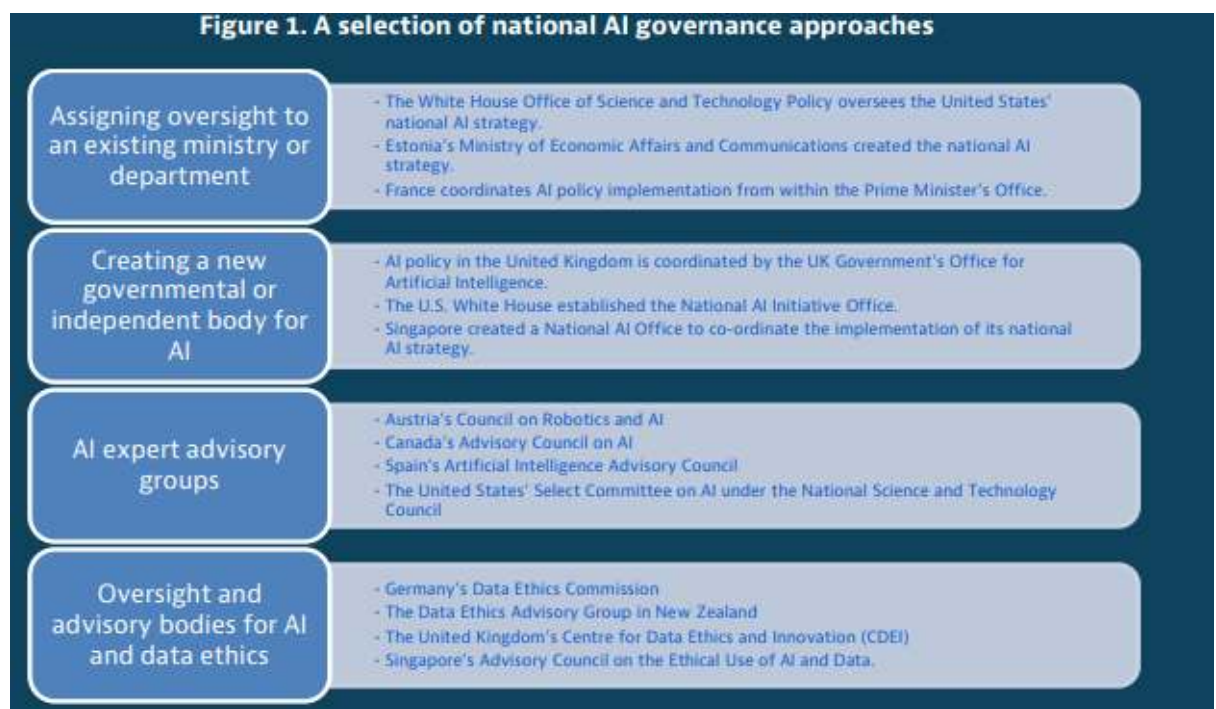 Figure 1. A selection of national AI governance approaches
Assigning oversight to
an existing ministry or
department
- The White House Office of Science and Technology Policy oversees the United States'
national AI strategy.
- Estonia's Ministry of Economic Affairs and Communications created the national AI
strategy.
- France coordinates AI policy implementation from within the Prime Minister's Office.
Creating a new
governmental or
independent body for
AI
- AI policy in the United Kingdom is coordinated by the UK Government's Office for
Artificial Intelligence.
- The U.S. White House established the National AI Initiative Office.
- Singapore created a National AI Office to co-ordinate the implementation of its national
AI strategy.
AI expert advisory
groups
- Austria's Council on Robotics and AI
- Canada's Advisory Council on AI
- Spain's Artificial Intelligence Advisory Council
- The United States' Select Committee on AI under the National Science and Technology
Council
Oversight and
advisory bodies for AI
and data ethics
- Germany's Data Ethics Commission
- The Data Ethics Advisory Group in New Zealand
- The United Kingdom's Centre for Data Ethics and Innovation (CDEI)
- Singapore's Advisory Council on the Ethical Use of AI and Data.